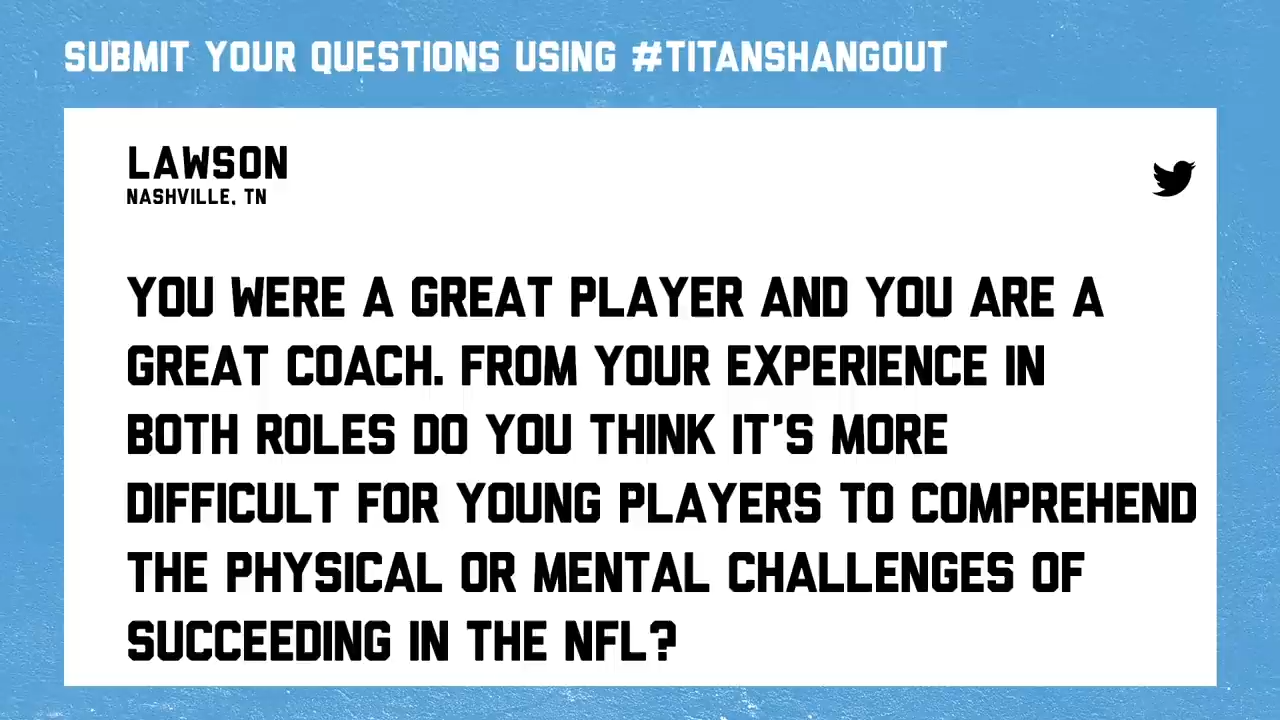 SUBMIT YOUR QUESTIONS USING #TITANSHANGOUT
LAWSON
NASHVILLE, TN
YOU WERE A GREAT PLAYER AND YOU ARE A
GREAT COACH. FROM YOUR EXPERIENCE IN
BOTH ROLES DO YOU THINK IT'S MORE
DIFFICULT FOR YOUNG PLAYERS TO COMPREHEND
THE PHYSICAL OR MENTAL CHALLENGES OF
SUCCEEDING IN THE NFL?